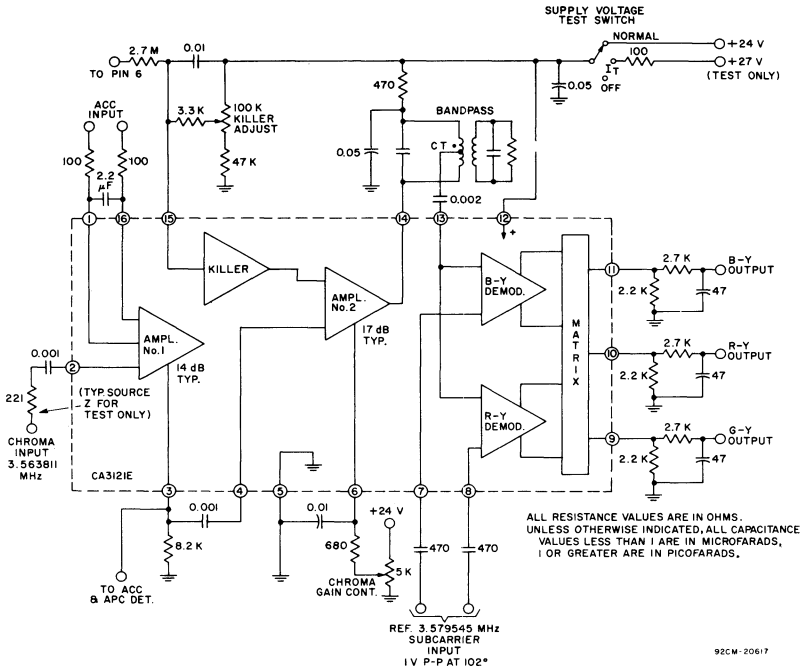 SUPPLY VOLTAGE
TEST SWITCH
NORMAL
+24 V
2.7 M
0.01
100
+27 V
(TEST ONLY)
TO PIN 6
IT
OFF
0.05
470
ACC
INPUT
3.3 K
100 K
KILLER
ADJUST
BANDPASS
0.05
CT
100
100
47 K
2.2
µF
0.002
1
16
15
14
13
12
+
KILLER
B-Y
DEMOD.
11
2.7 K
B-Y
OUTPUT
2.2 K
47
AMPL.
No.2
17 dB
TYP.
AMPL.
No.1
14 dB
TYP.
MATRIX
10
2.7 K
R-Y
OUTPUT
2.2 K
47
0.001
2
221
(TYP. SOURCE
Z FOR
TEST ONLY)
CHROMA
INPUT
3.563811
MHz
R-Y
DEMOD.
9
2.7 K
G-Y
OUTPUT
2.2 K
47
CA3121E
3
4
5
6
7
8
0.001
0.01
+24 V
8.2 K
680
5 K
470
470
TO ACC
& APC DET.
CHROMA
GAIN CONT.
ALL RESISTANCE VALUES ARE IN OHMS.
UNLESS OTHERWISE INDICATED, ALL CAPACITANCE
VALUES LESS THAN 1 ARE IN MICROFARADS,
1 OR GREATER ARE IN PICOFARADS.
REF. 3.579545 MHz
SUBCARRIER
INPUT
1 V P-P AT 102°
92CM-20617